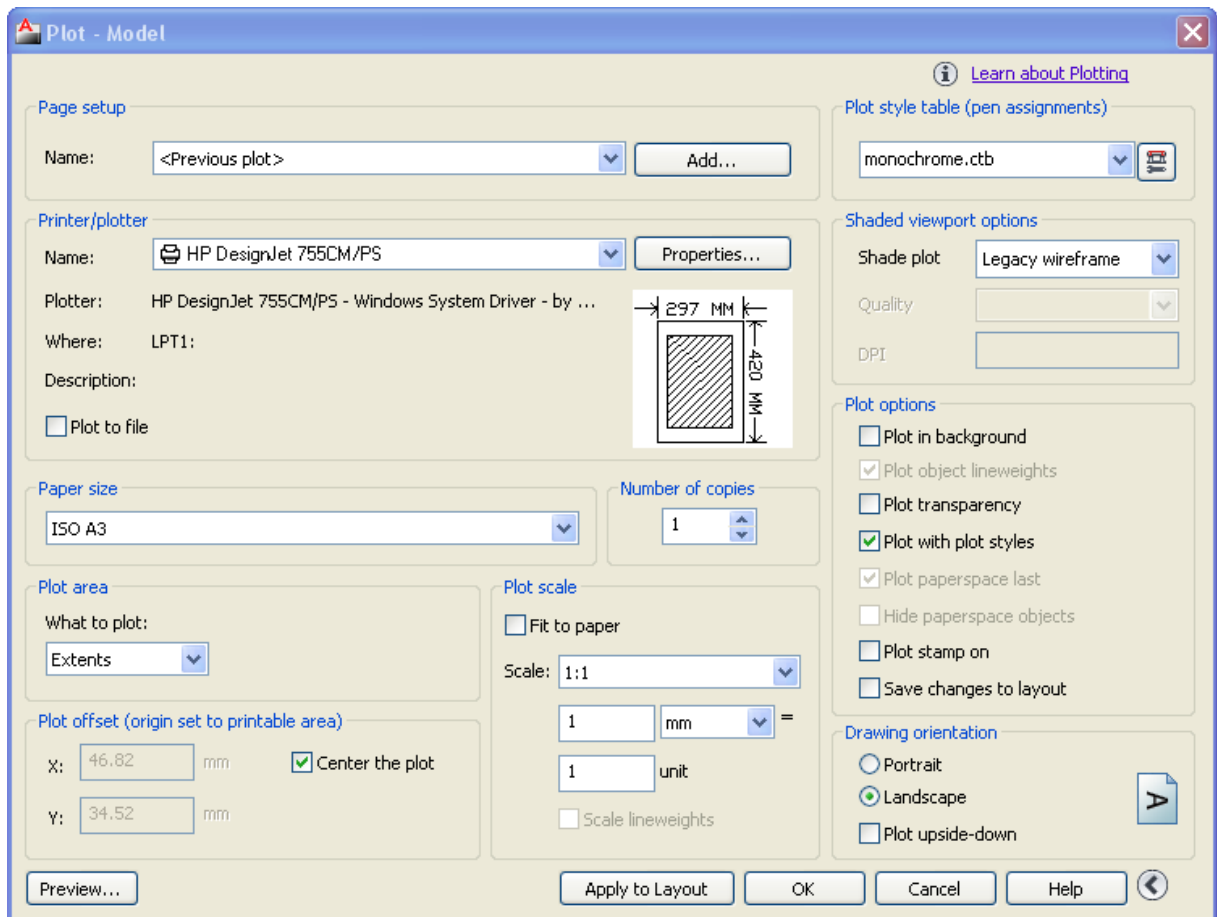 Plot - Model
Learn about Plotting
Page setup
Name: <Previous plot> Add...
Plot style table (pen assignments)
monochrome.ctb
Printer/plotter
Name: HP DesignJet 755CM/PS Properties...
Plotter: HP DesignJet 755CM/PS - Windows System Driver - by ...
Where: LPT1:
Description:
Plot to file
297 MM
420 MM
Shaded viewport options
Shade plot Legacy wireframe
Quality
DPI
Paper size
ISO A3
Number of copies
1
Plot options
Plot in background
Plot object lineweights
Plot transparency
Plot with plot styles
Plot paperspace last
Hide paperspace objects
Plot stamp on
Save changes to layout
Plot area
What to plot:
Extents
Plot scale
Fit to paper
Scale: 1:1
1 mm =
1 unit
Scale lineweights
Plot offset (origin set to printable area)
X: 46.82 mm Center the plot
Y: 34.52 mm
Drawing orientation
Portrait
Landscape
Plot upside-down
A
Preview... Apply to Layout OK Cancel Help